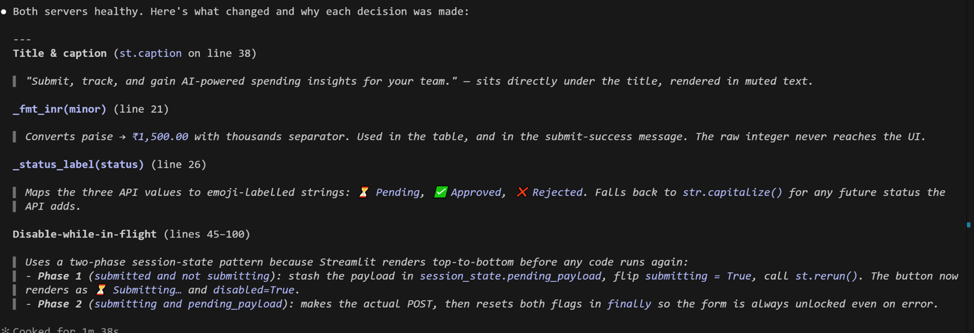 ● Both servers healthy. Here's what changed and why each decision was made:
---
Title & caption (st.caption on line 38)
"Submit, track, and gain AI-powered spending insights for your team." — sits directly under the title, rendered in muted text.
_fmt_inr(minor) (line 21)
Converts paise → ₹1,500.00 with thousands separator. Used in the table, and in the submit-success message. The raw integer never reaches the UI.
_status_label(status) (line 26)
Maps the three API values to emoji-labelled strings: ⏳ Pending, ✅ Approved, ❌ Rejected. Falls back to str.capitalize() for any future status the
API adds.
Disable-while-in-flight (lines 45–100)
Uses a two-phase session-state pattern because Streamlit renders top-to-bottom before any code runs again:
- Phase 1 (submitted and not submitting): stash the payload in session_state.pending_payload, flip submitting = True, call st.rerun(). The button now
renders as ⏳ Submitting… and disabled=True.
- Phase 2 (submitting and pending_payload): makes the actual POST, then resets both flags in finally so the form is always unlocked even on error.
✻ Cooked for 1m 38s